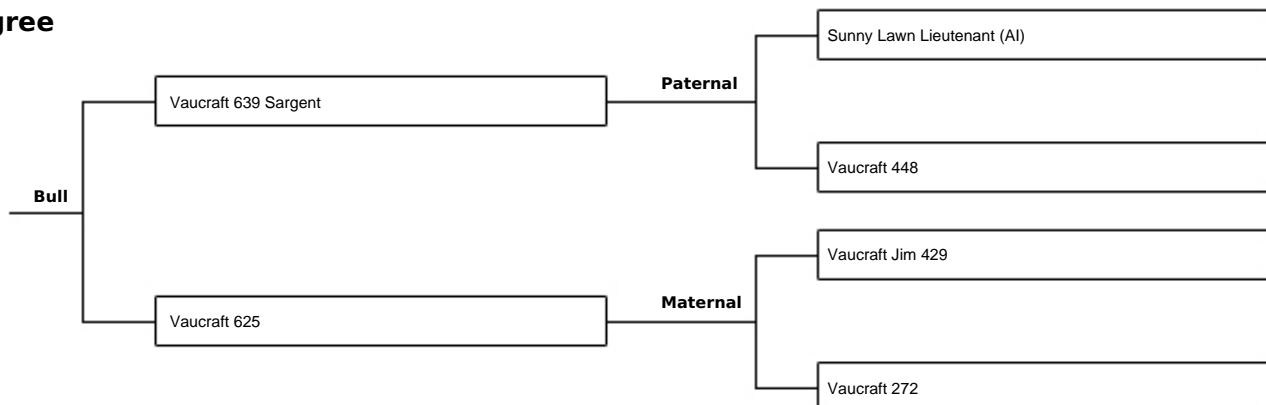 gree
Sunny Lawn Lieutenant (AI)
Vaucraft 639 Sargent
Paternal
Vaucraft 448
Bull
Vaucraft Jim 429
Vaucraft 625
Maternal
Vaucraft 272